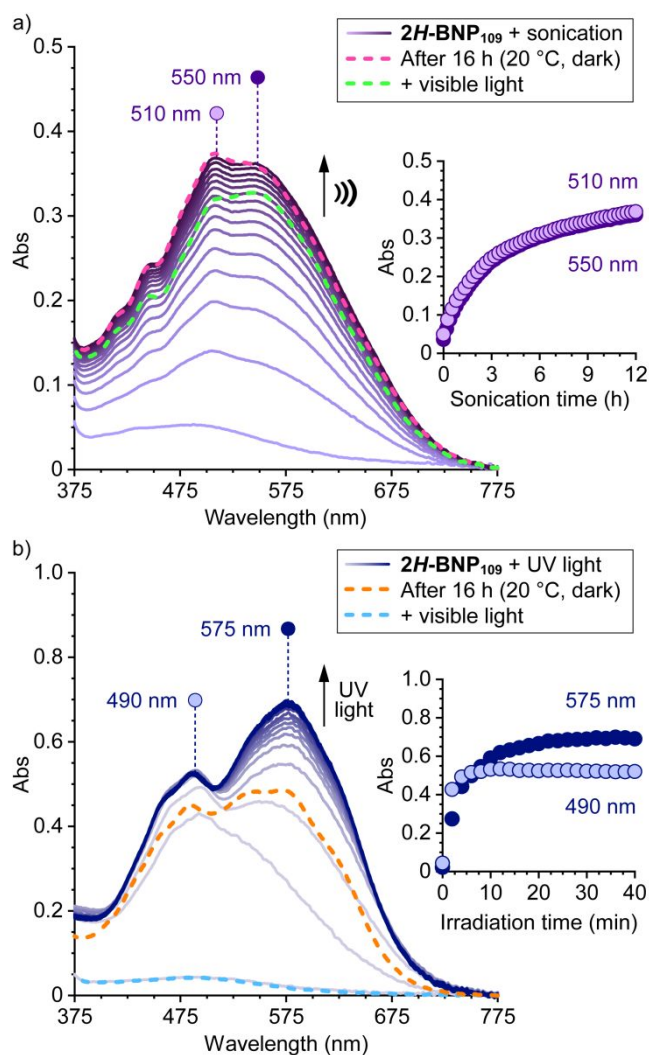 a)
2H-BNP109 + sonication
After 16 h (20 °C, dark)
+ visible light
550 nm
510 nm
0.5
0.4
0.3
0.2
0.1
0
Abs
375
475
575
675
775
Wavelength (nm)
0.5
0.4
0.3
0.2
0.1
0
Abs
510 nm
550 nm
0
3
6
9
12
Sonication time (h)
b)
2H-BNP109 + UV light
After 16 h (20 °C, dark)
+ visible light
575 nm
490 nm
UV
light
1.0
0.8
0.6
0.4
0.2
0
Abs
375
475
575
675
775
Wavelength (nm)
1.0
0.8
0.6
0.4
0.2
0
Abs
575 nm
490 nm
0
10
20
30
40
Irradiation time (min)